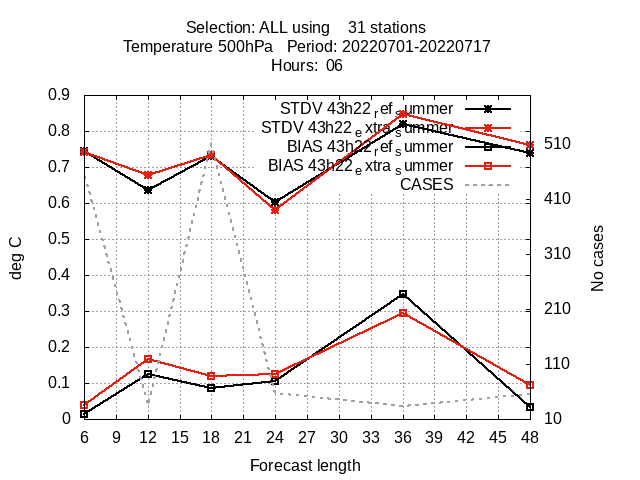 Selection: ALL using    31 stations
Temperature 500hPa   Period: 20220701-20220717
Hours: 06
STDV 43h22_ref_summer
STDV 43h22_extra_summer
BIAS 43h22_ref_summer
BIAS 43h22_extra_summer
CASES
0.9
0.8
0.7
0.6
0.5
0.4
0.3
0.2
0.1
0
deg C
510
410
310
210
110
10
No cases
6 9 12 15 18 21 24 27 30 33 36 39 42 45 48
Forecast length